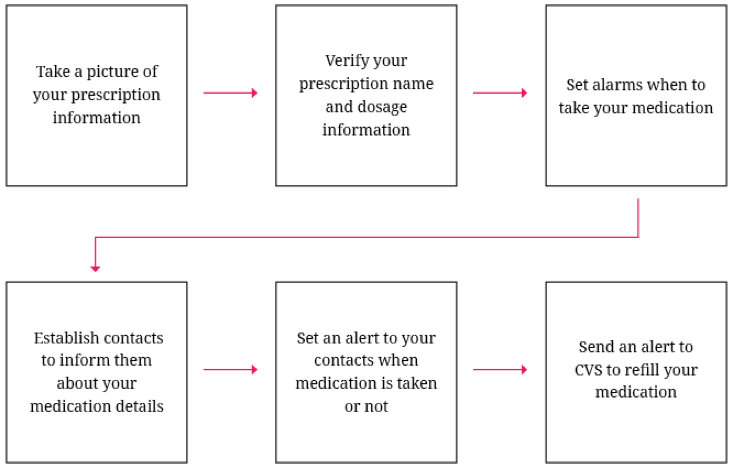 Take a picture of
your prescription
information
Verify your
prescription name
and dosage
information
Set alarms when to
take your medication
Establish contacts
to inform them
about your
medication details
Set an alert to your
contacts when
medication is taken
or not
Send an alert to
CVS to refill your
medication